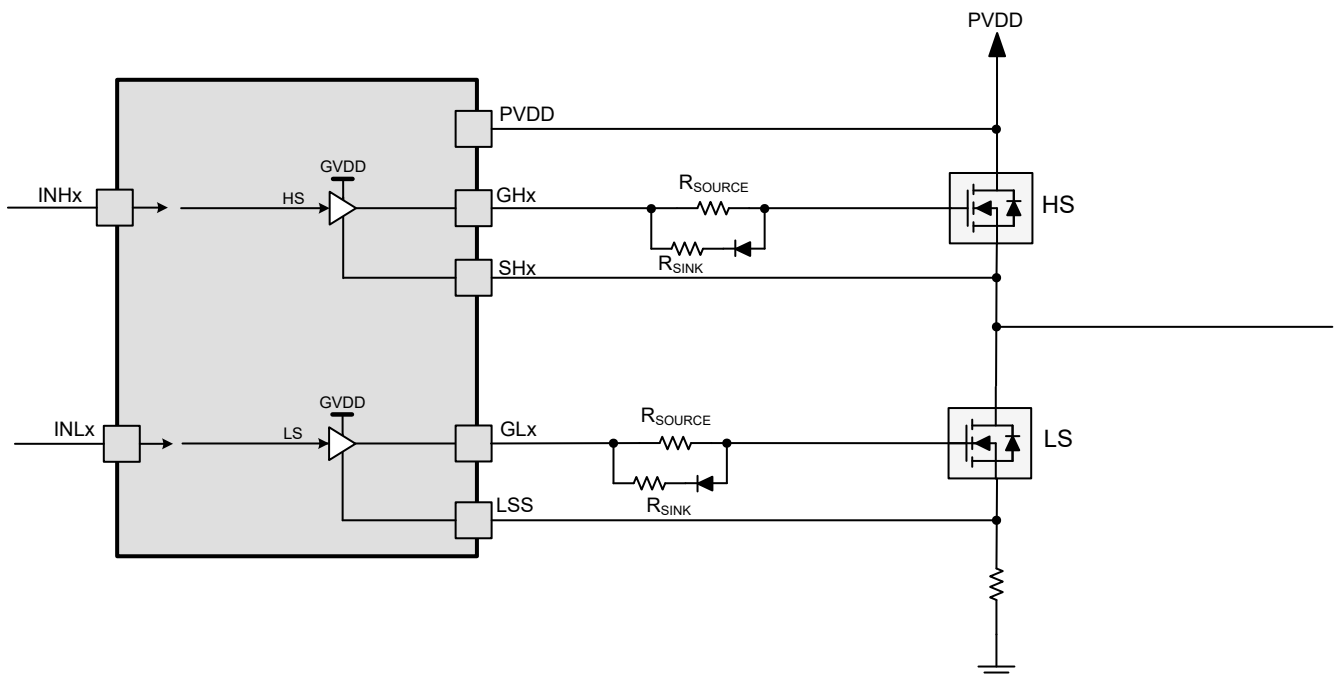 PVDD
PVDD
GVDD
INHx
HS
GHx
RSOURCE
HS
RSINK
SHx
GVDD
INLx
LS
GLx
RSOURCE
LS
RSINK
LSS